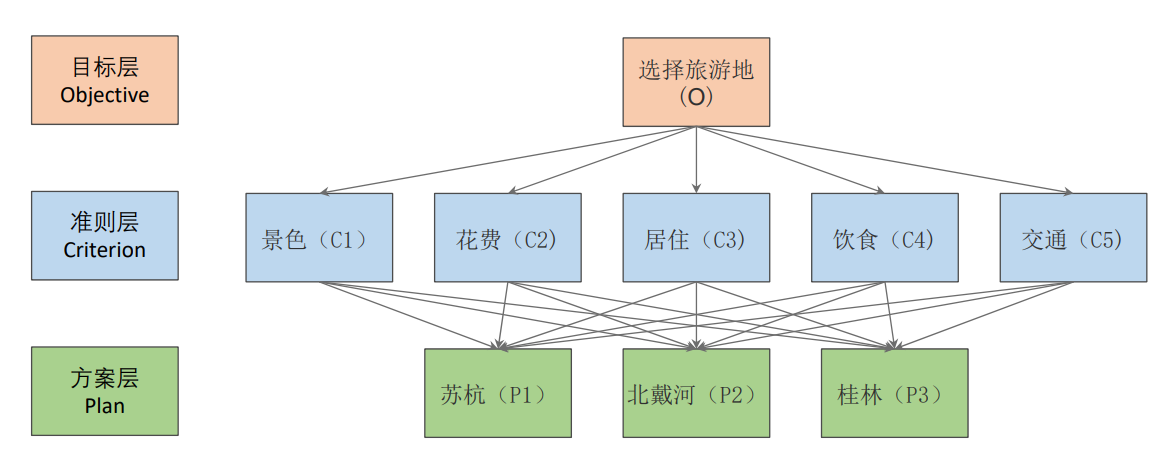 目标层
Objective
选择旅游地
(O)
准则层
Criterion
景色（C1）
花费（C2)
居住（C3)
饮食（C4)
交通（C5)
方案层
Plan
苏杭（P1）
北戴河（P2）
桂林（P3）